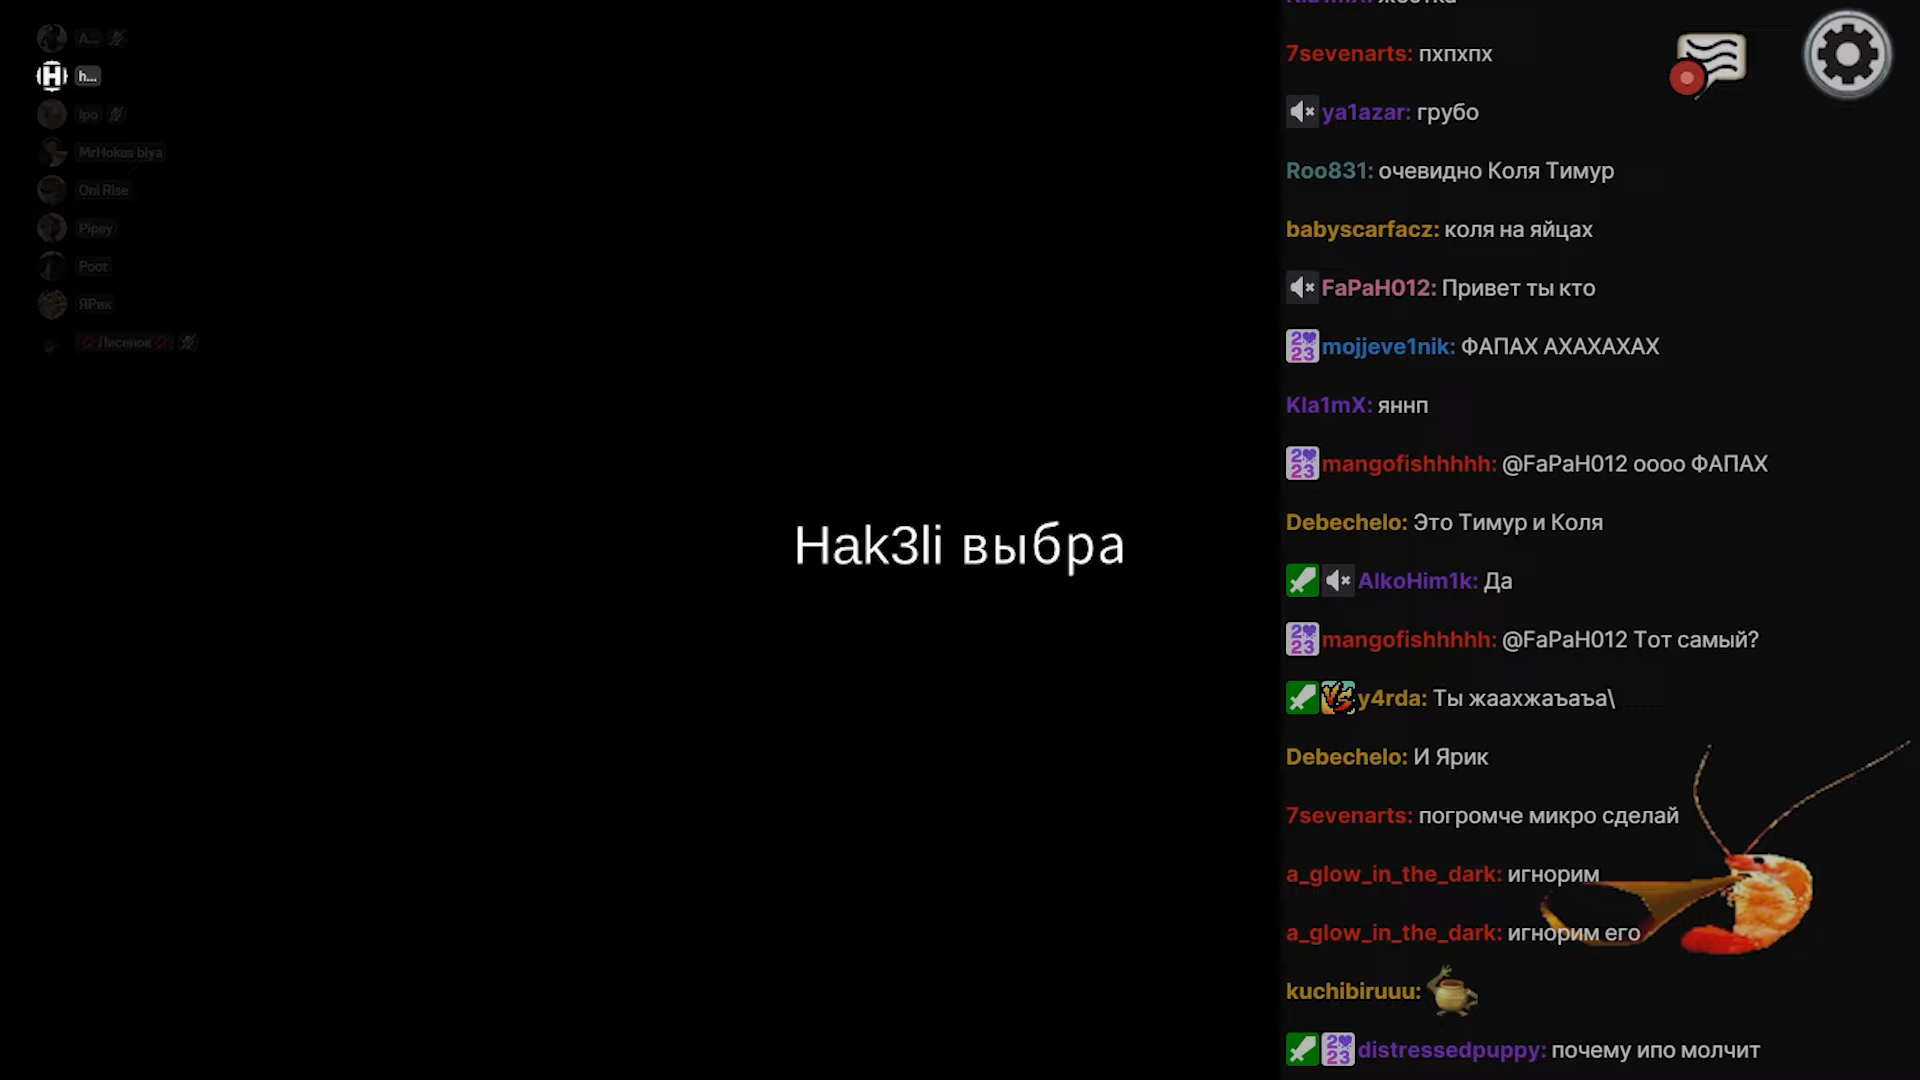 A...
h...
Ipo
MrHokus blya
Oni Rise
Pipsy
Poot
ЯРик
Лисенок
Hak3li выбра
7sevenarts: пхпхпх
ya1azar: грубо
Roo831: очевидно Коля Тимур
babyscarfacz: коля на яйцах
FaPaH012: Привет ты кто
mojjeve1nik: ФАПАХ АХАХАХАХ
Kla1mX: яннп
mangofishhhhh: @FaPaH012 оооо ФАПАХ
Debechelo: Это Тимур и Коля
AlkoHim1k: Да
mangofishhhhh: @FaPaH012 Тот самый?
y4rda: Ты жаахжаъаъа\
Debechelo: И Ярик
7sevenarts: погромче микро сделай
a_glow_in_the_dark: игнорим
a_glow_in_the_dark: игнорим его
kuchibiruuu:
distressedpuppy: почему ипо молчит